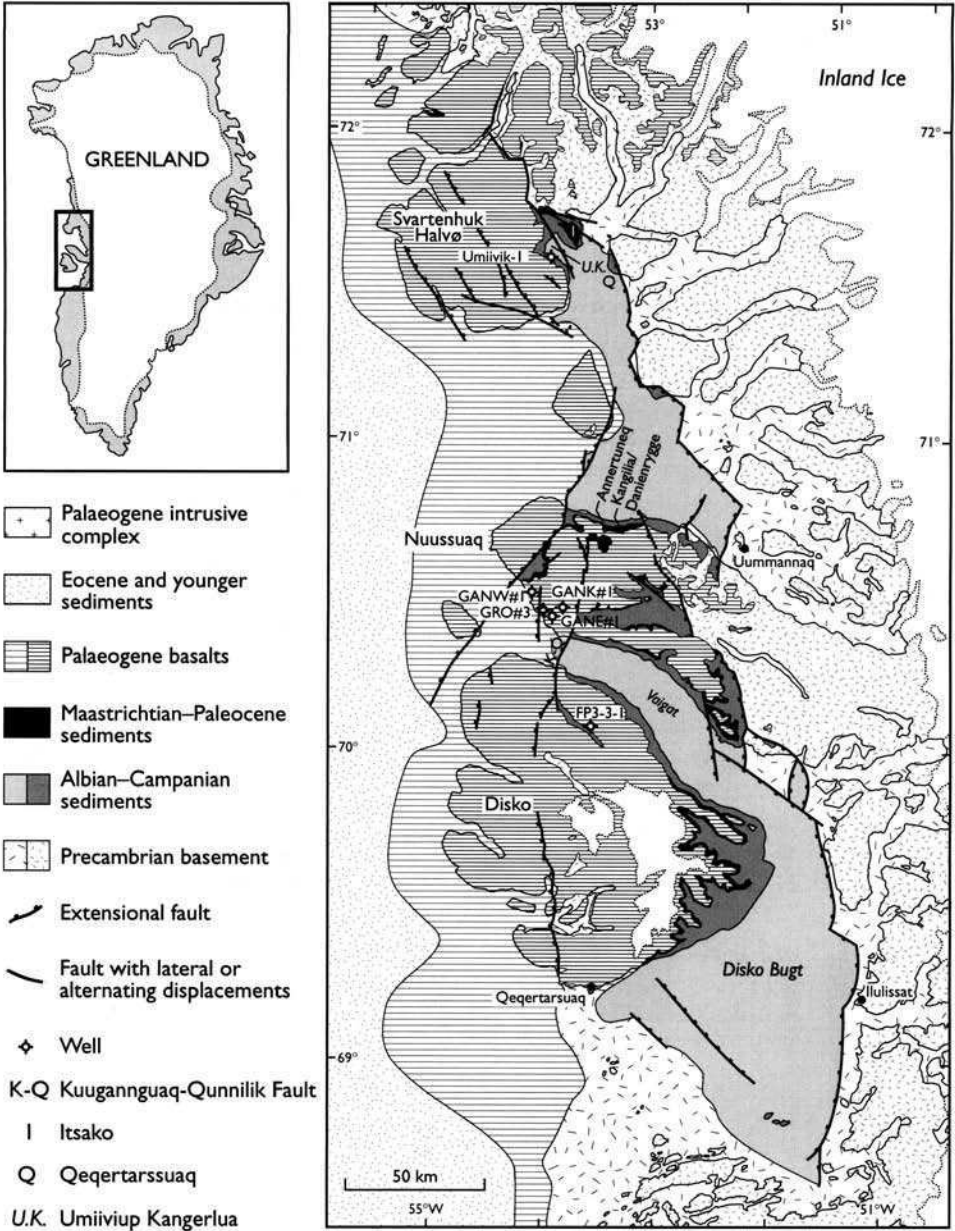 GREENLAND
Palaeogene intrusive
complex
Eocene and younger
sediments
Palaeogene basalts
Maastrichtian–Paleocene
sediments
Albian–Campanian
sediments
Precambrian basement
Extensional fault
Fault with lateral or
alternating displacements
Well
K-Q Kuugannguaq-Qunnilik Fault
I Itsako
Q Qeqertarssuaq
U.K. Umiiviup Kangerlua
53°
51°
Inland Ice
72°
72°
Svartenhuk
Halvø
Umiivik-1
U.K.
Q
71°
71°
Annertuneq
Kangilia/
Danienrygge
Nuussuaq
Uummannaq
GANW#1
GANK#1
GRO#3
GANE#1
Vaigat
FP3-3-1
70°
70°
Disko
Disko Bugt
Ilulissat
Qeqertarsuaq
69°
50 km
55°W
51°W